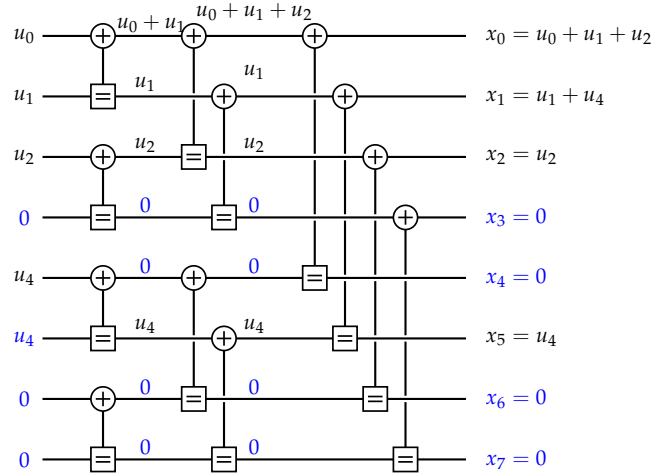 u₀ u₀ + u₁ u₀ + u₁ + u₂ x₀ = u₀ + u₁ + u₂
u₁ u₁ u₁ x₁ = u₁ + u₄
u₂ u₂ u₂ x₂ = u₂
0 0 0 x₃ = 0
u₄ 0 0 x₄ = 0
u₄ u₄ u₄ x₅ = u₄
0 0 0 x₆ = 0
0 0 0 x₇ = 0